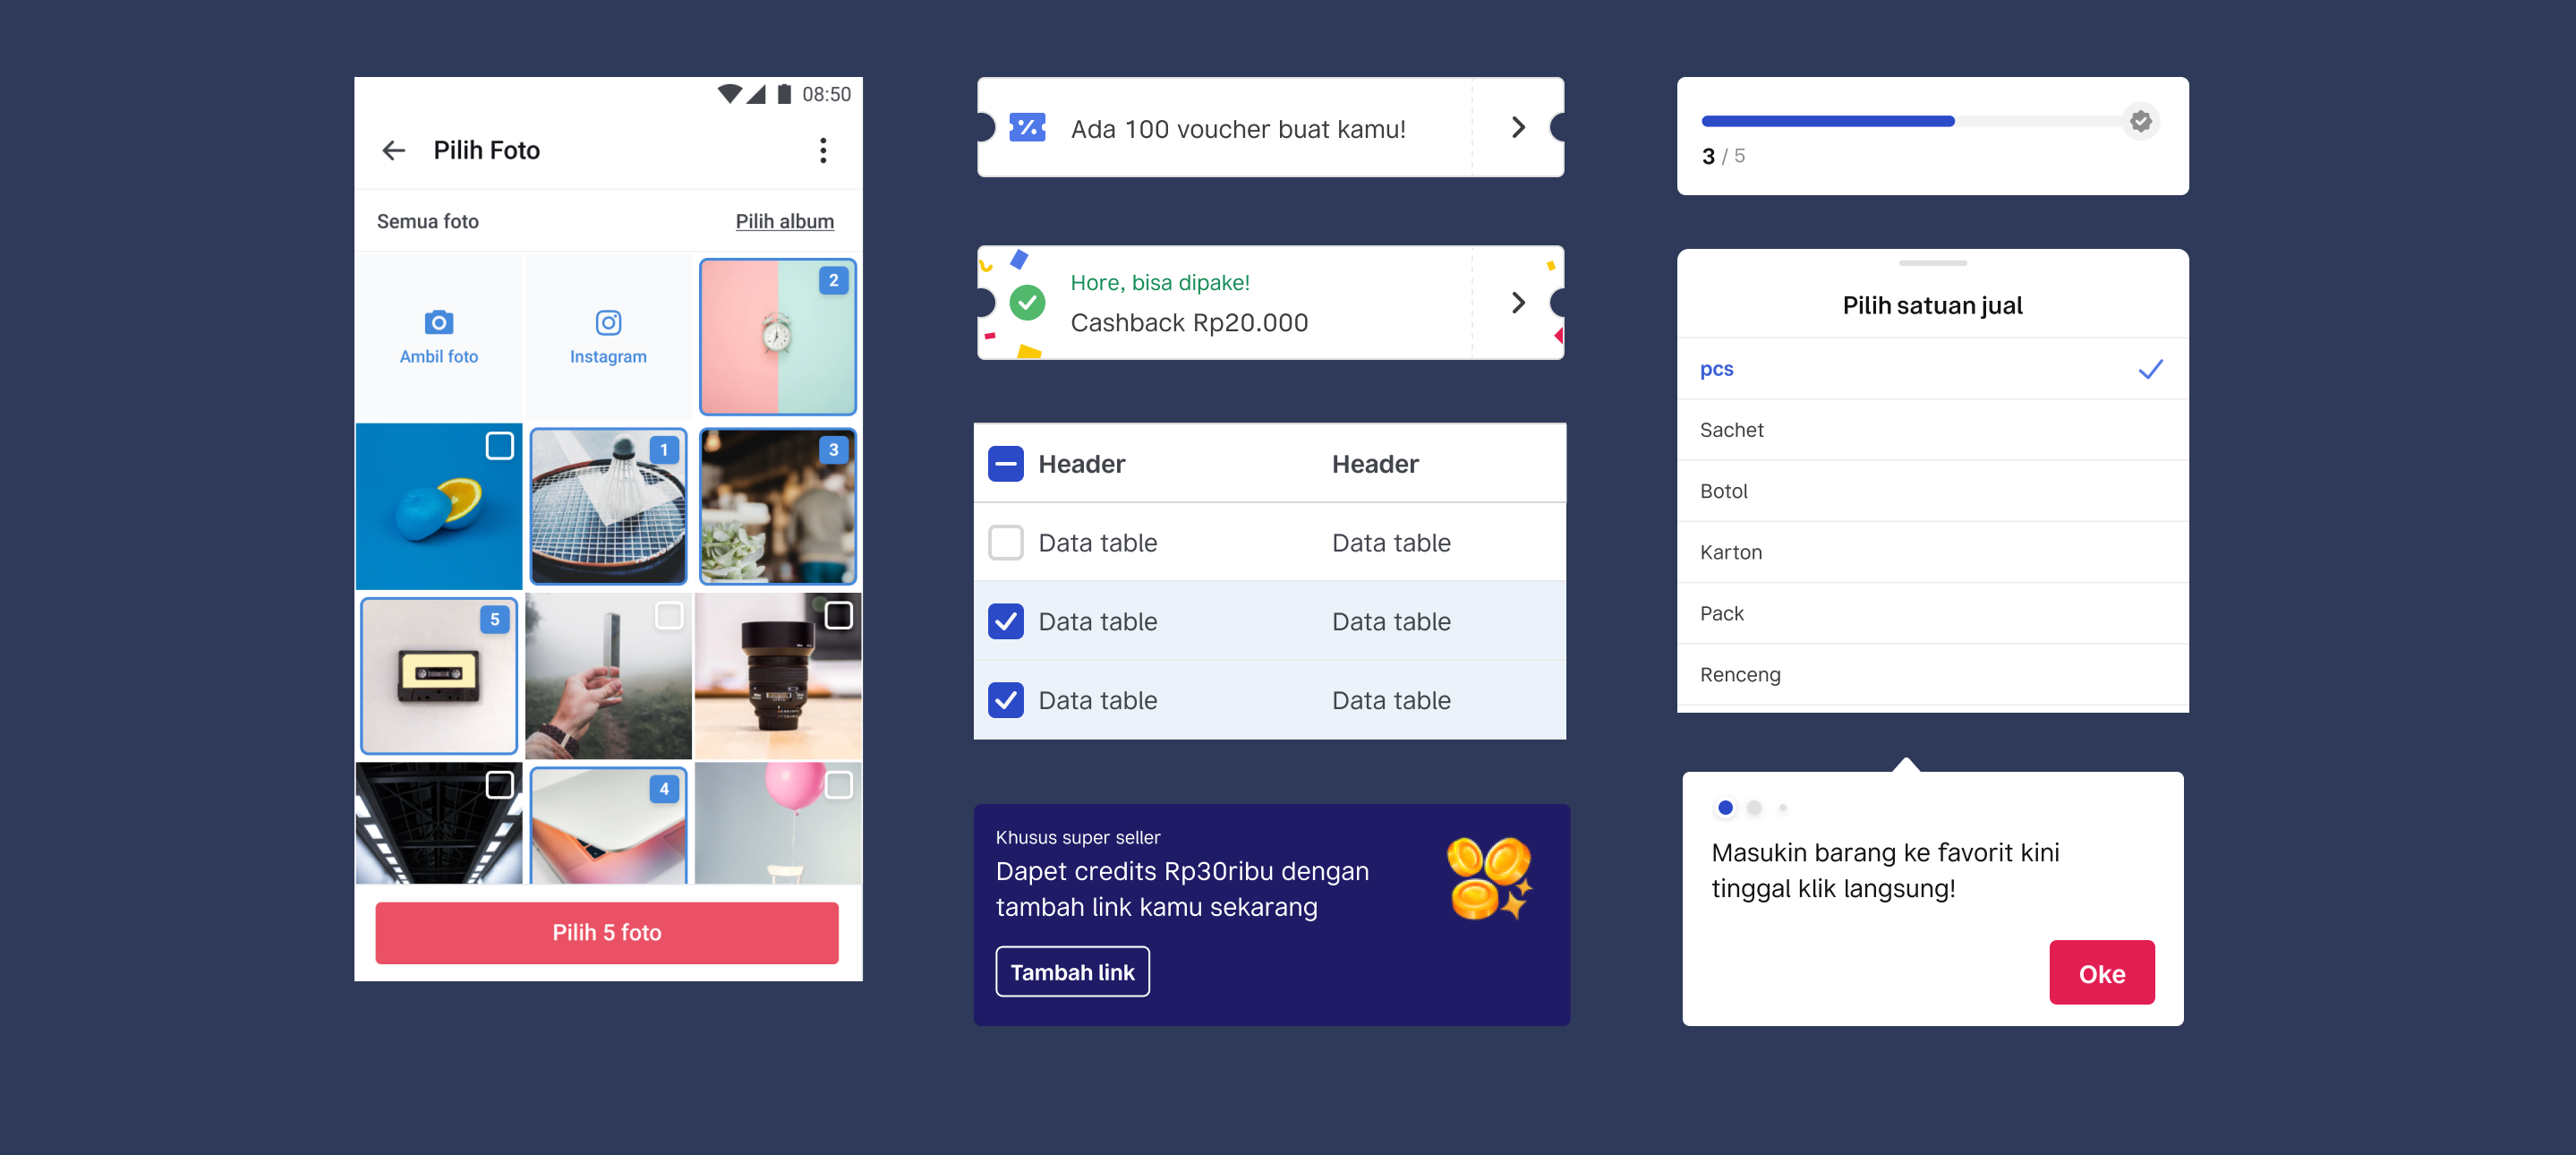 08:50
Pilih Foto
Semua foto
Pilih album
Ambil foto
Instagram
2
1
3
5
4
Pilih 5 foto
Ada 100 voucher buat kamu!
Hore, bisa dipake!
Cashback Rp20.000
Header Header
Data table Data table
Data table Data table
Data table Data table
Khusus super seller
Dapet credits Rp30ribu dengan
tambah link kamu sekarang
Tambah link
3 / 5
Pilih satuan jual
pcs
Sachet
Botol
Karton
Pack
Renceng
Masukin barang ke favorit kini
tinggal klik langsung!
Oke